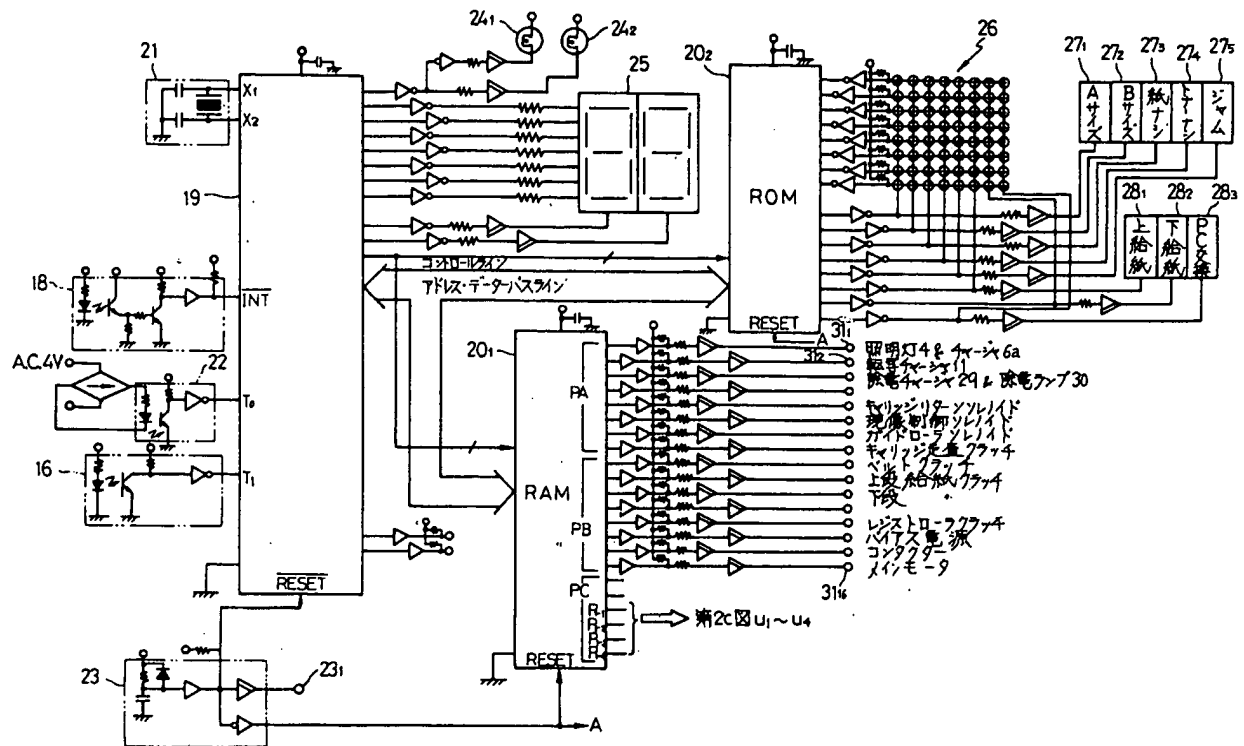 24₁
24₂
21
X1
X2
25
20₂
26
27₁
27₂
27₃
27₄
27₅
Aサイズ
Bサイズ
紙ナシ
トナーナシ
ジャム
19
ROM
28₁
28₂
28₃
上給紙
下給紙
コントロールライン
アドレス・データーバスライン
18
INT
RESET
A
20₁
31₁
照明灯4&チャージャ6a
31₂
転写チャージャ11
除電チャージャ29&除電ランプ30
A.C.4V
22
T0
PA
キャリッジリターンソレノイド
現像制御ソレノイド
ガイドローラソレノイド
キャリッジ走査クラッチ
ベルトクラッチ
上段給紙クラッチ
下段 〃
16
T1
RAM
PB
レジストローラクラッチ
バイアス電源
コンタクター
メインモータ
31₁₆
RESET
PC
第2C図U₁~U₄
RESET
23
23₁
A